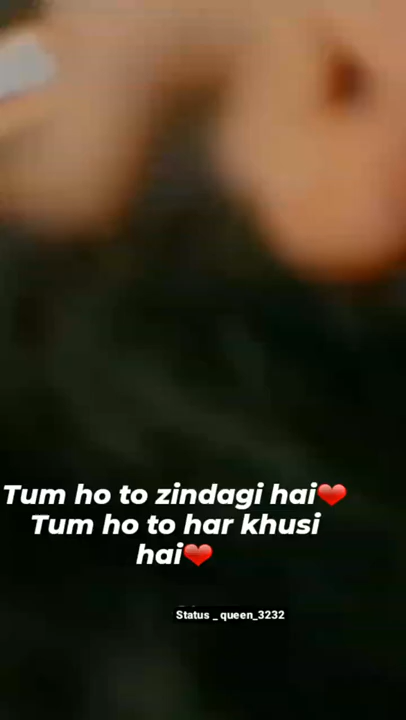 Tum ho to zindagi hai❤️
Tum ho to har khusi
hai❤️
Status _ queen_3232